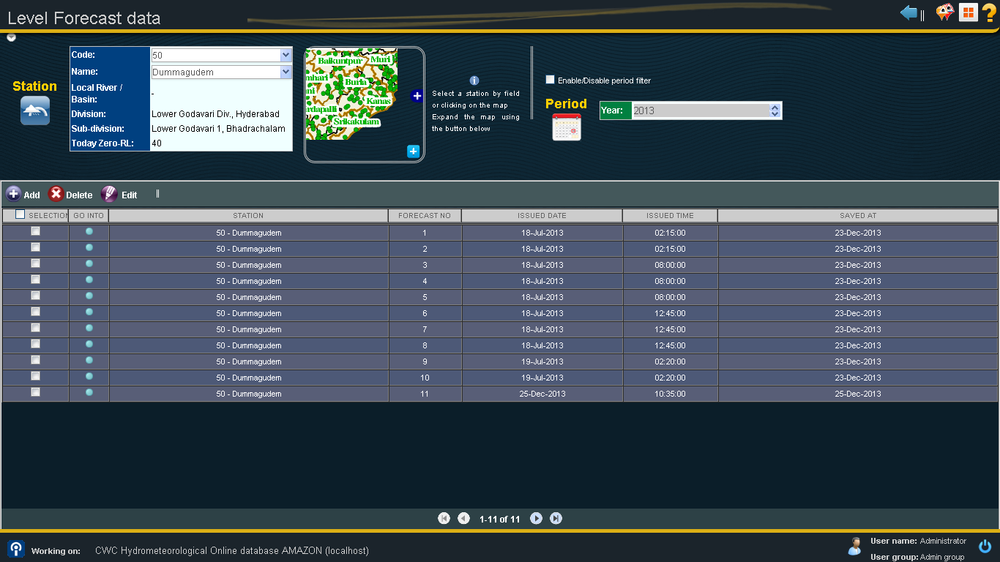 Level Forecast data
Station
Code: 50
Name: Dummagudem
Local River / Basin: -
Division: Lower Godavari Div., Hyderabad
Sub-division: Lower Godavari 1, Bhadrachalam
Today Zero-RL: 40
Baikuntpur Muri
mhari Burla
ni Kanas
ardapalli
Srikakulam
Select a station by field
or clicking on the map
Expand the map using
the button below
Enable/Disable period filter
Period
Year: 2013
Add Delete Edit
SELECTION GO INTO STATION FORECAST NO ISSUED DATE ISSUED TIME SAVED AT
50 - Dummagudem 1 18-Jul-2013 02:15:00 23-Dec-2013
50 - Dummagudem 2 18-Jul-2013 02:15:00 23-Dec-2013
50 - Dummagudem 3 18-Jul-2013 08:00:00 23-Dec-2013
50 - Dummagudem 4 18-Jul-2013 08:00:00 23-Dec-2013
50 - Dummagudem 5 18-Jul-2013 08:00:00 23-Dec-2013
50 - Dummagudem 6 18-Jul-2013 12:45:00 23-Dec-2013
50 - Dummagudem 7 18-Jul-2013 12:45:00 23-Dec-2013
50 - Dummagudem 8 18-Jul-2013 12:45:00 23-Dec-2013
50 - Dummagudem 9 19-Jul-2013 02:20:00 23-Dec-2013
50 - Dummagudem 10 19-Jul-2013 02:20:00 23-Dec-2013
50 - Dummagudem 11 25-Dec-2013 10:35:00 25-Dec-2013
1-11 of 11
Working on: CWC Hydrometeorological Online database AMAZON (localhost)
User name: Administrator
User group: Admin group